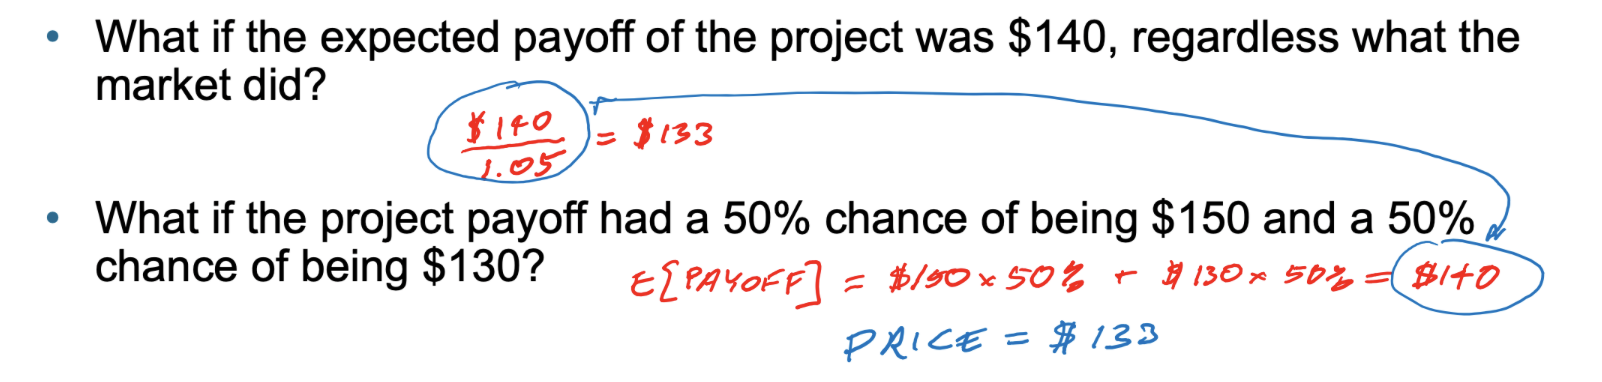 • What if the expected payoff of the project was $140, regardless what the
market did?
$140
1.05
= $133
• What if the project payoff had a 50% chance of being $150 and a 50%
chance of being $130?
E[PAYOFF] = $150 x 50% + $130 x 50% = $140
PRICE = $133